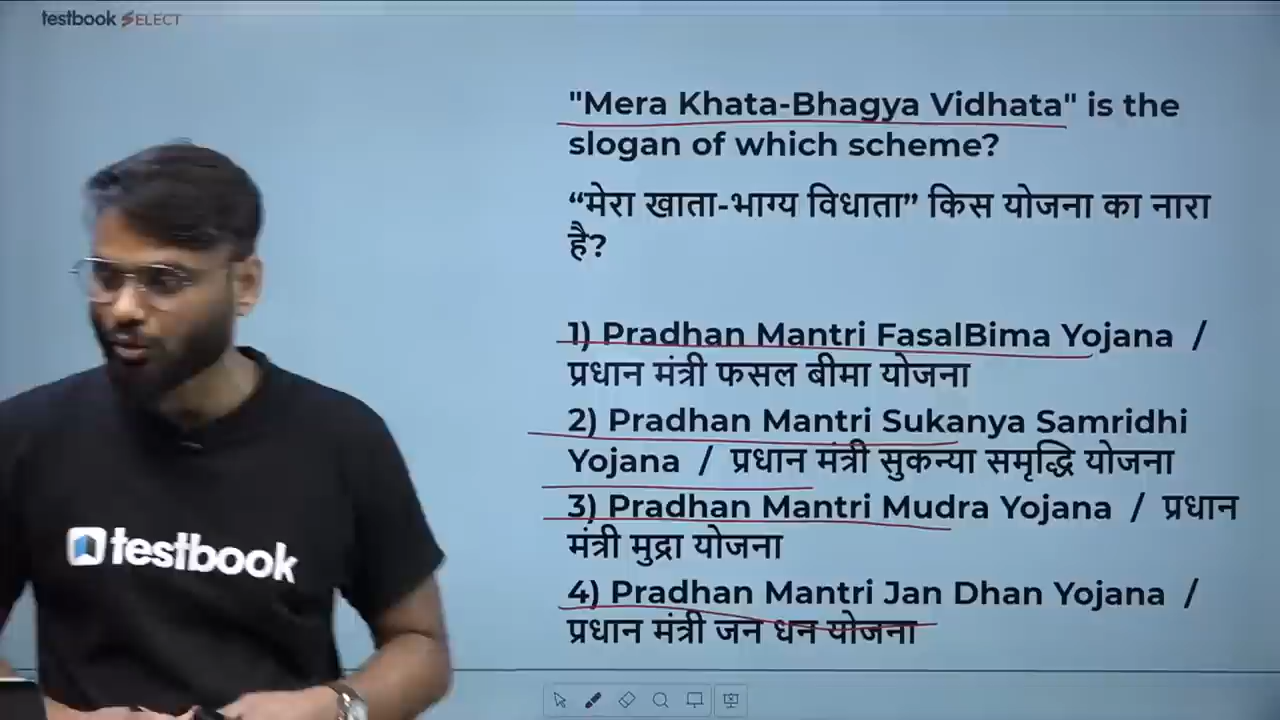 testbook SELECT
"Mera Khata-Bhagya Vidhata" is the
slogan of which scheme?
“मेरा खाता-भाग्य विधाता” किस योजना का नारा
है?
1) Pradhan Mantri FasalBima Yojana /
प्रधान मंत्री फसल बीमा योजना
2) Pradhan Mantri Sukanya Samridhi
Yojana / प्रधान मंत्री सुकन्या समृद्धि योजना
3) Pradhan Mantri Mudra Yojana / प्रधान
मंत्री मुद्रा योजना
4) Pradhan Mantri Jan Dhan Yojana /
प्रधान मंत्री जन धन योजना
testbook